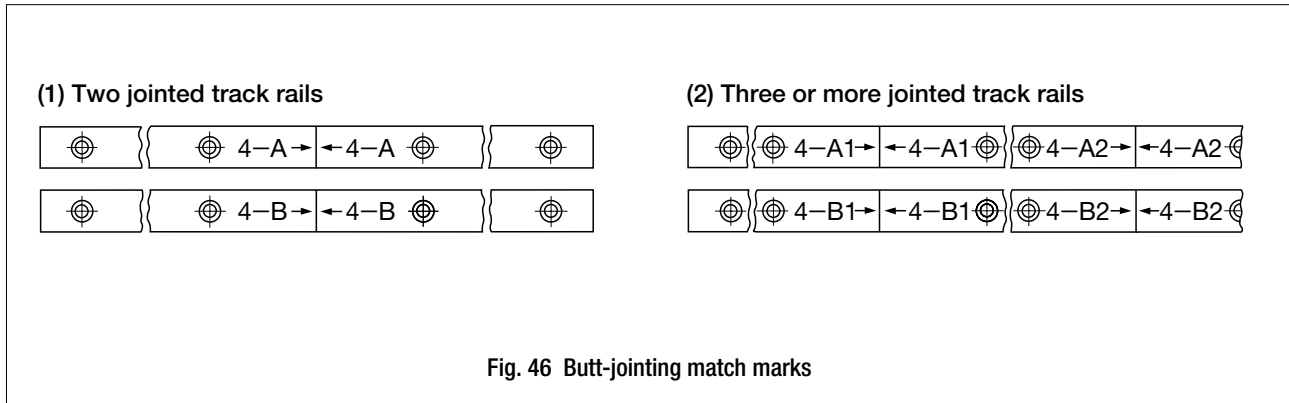 (1) Two jointed track rails
4–A→ ←4–A
4–B→ ←4–B
(2) Three or more jointed track rails
4–A1→ ←4–A1 4–A2→ ←4–A2
4–B1→ ←4–B1 4–B2→ ←4–B2
Fig. 46 Butt-jointing match marks